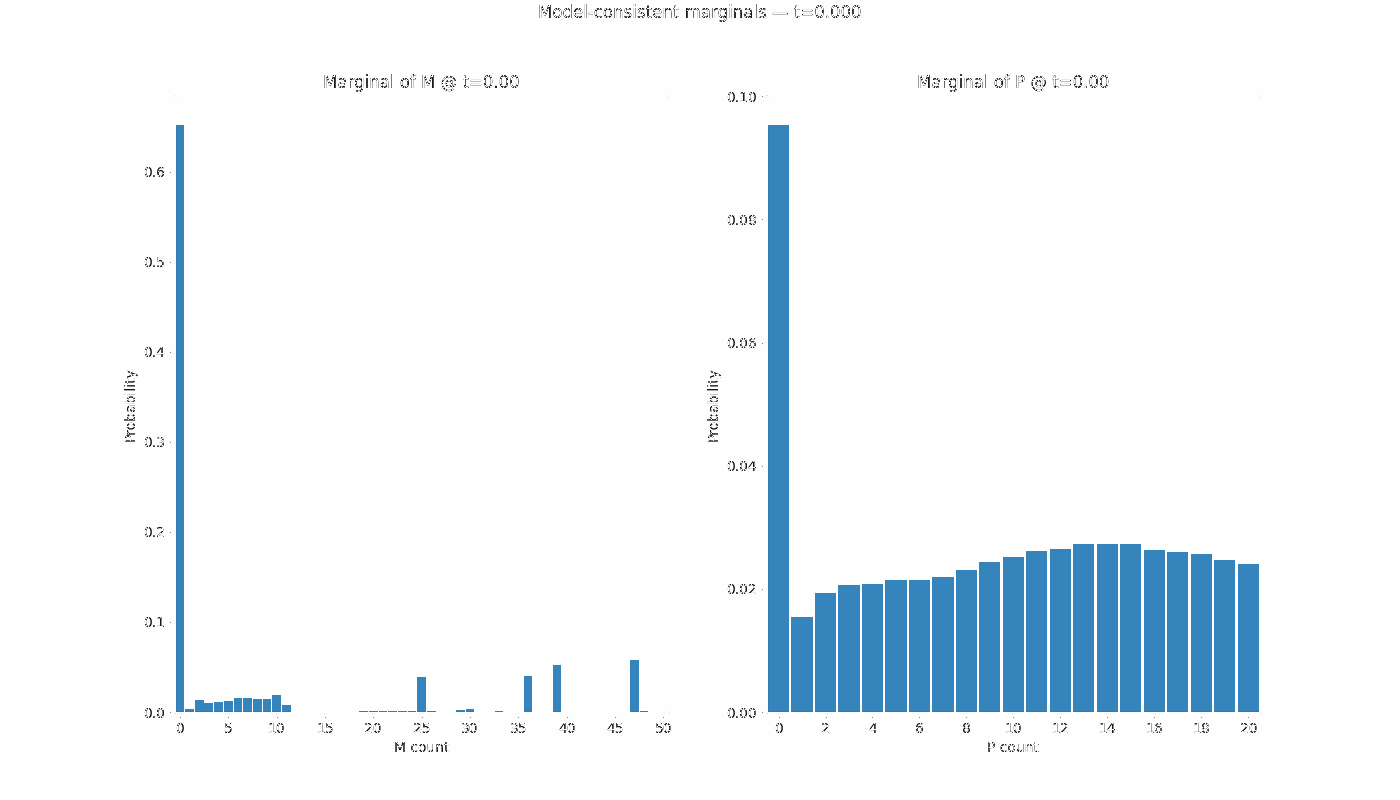 Model-consistent marginals — t=0.000
Marginal of M @ t=0.00
Marginal of P @ t=0.00
0.6
0.5
0.4
0.3
0.2
0.1
0.0
Probability
0 5 10 15 20 25 30 35 40 45 50
M count
0.10
0.08
0.06
0.04
0.02
0.00
Probability
0 2 4 6 8 10 12 14 16 18 20
P count